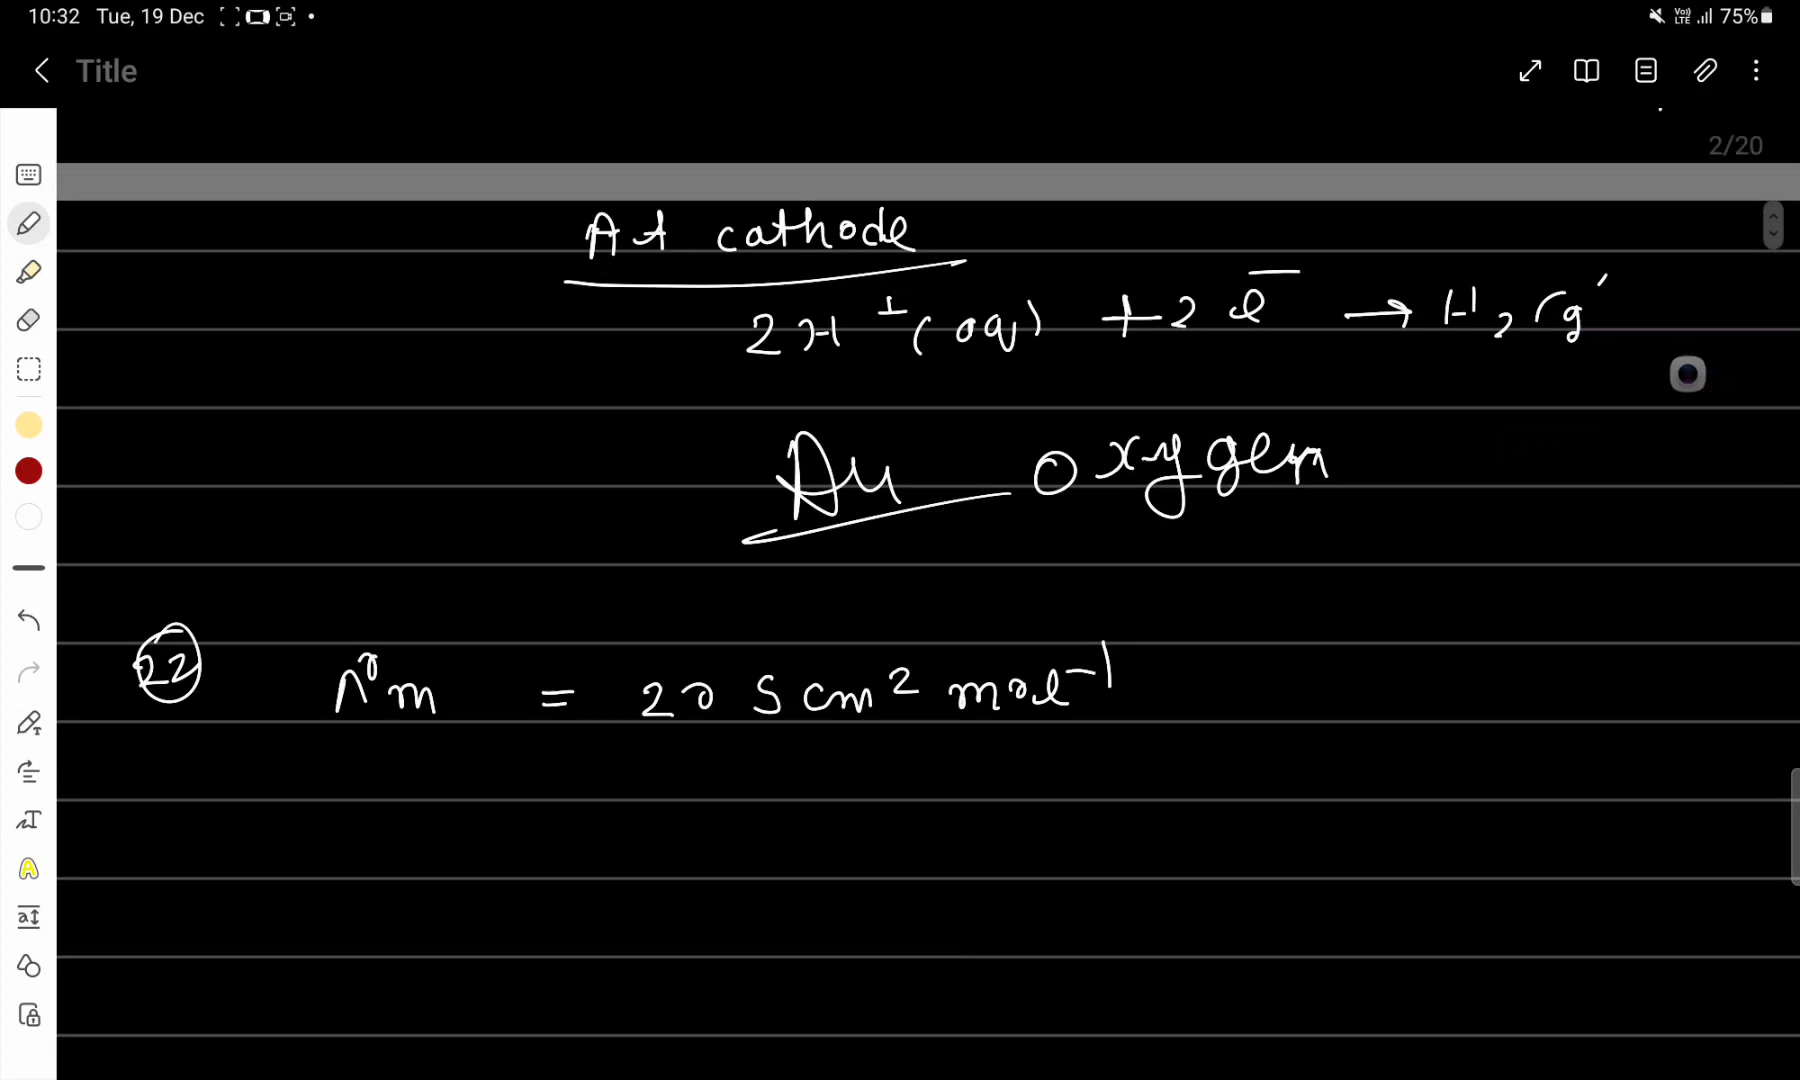 10:32 Tue, 19 Dec 75%
Title
2/20
At cathode
2H⁺(aq) + 2e⁻ → H₂(g)
Au Oxygen
22 Λ⁰m = 20 S cm² mol⁻¹